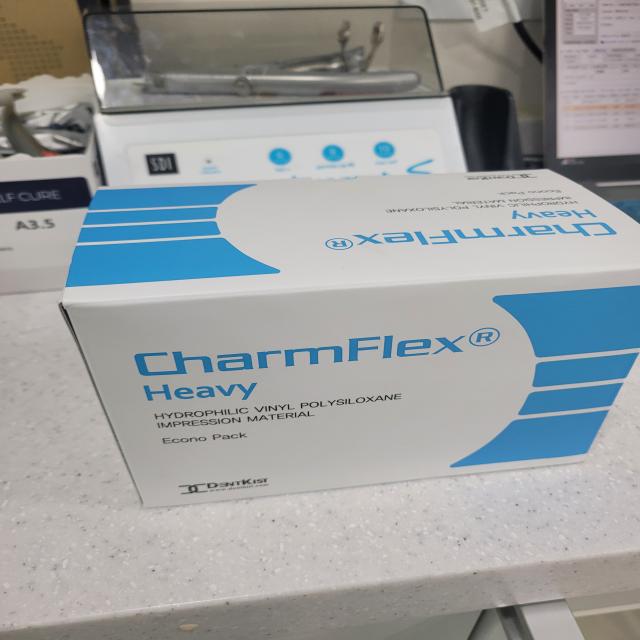 SDI
LF CURE
A3.5
Econo Pack
HYDROPHILIC VINYL POLYSILOXANE
IMPRESSION MATERIAL
Heavy
CharmFlex®
CharmFlex®
Heavy
HYDROPHILIC VINYL POLYSILOXANE
IMPRESSION MATERIAL
Econo Pack
DENTKIST